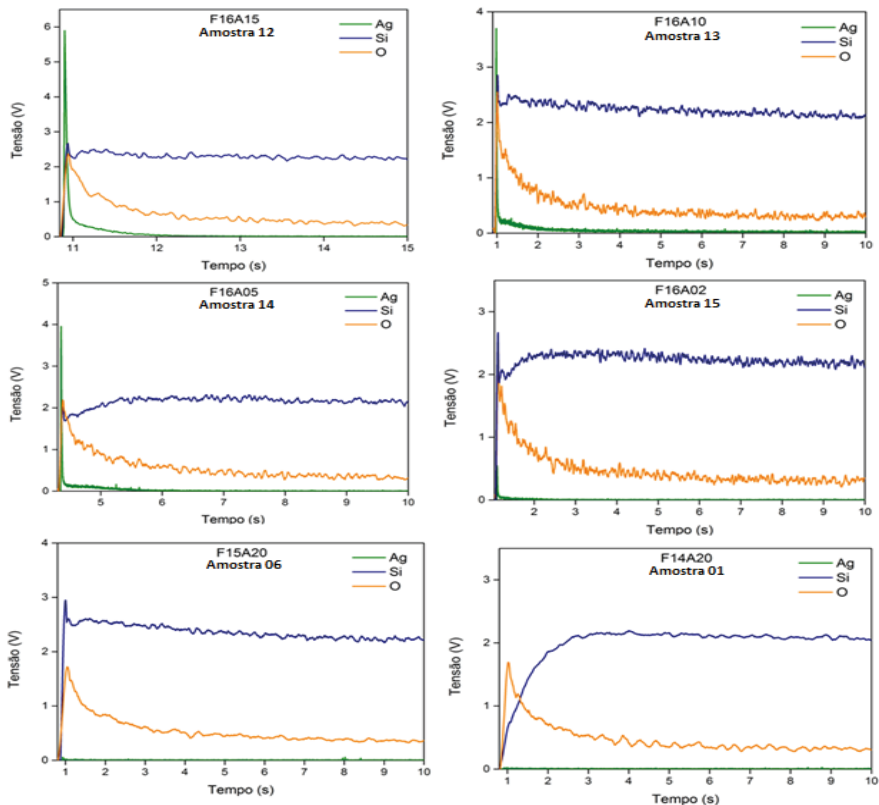 F16A15
Amostra 12
Ag
Si
O
Tensão (V)
6
5
4
3
2
1
0
11 12 13 14 15
Tempo (s)
F16A10
Amostra 13
Ag
Si
O
Tensão (V)
4
3
2
1
0
1 2 3 4 5 6 7 8 9 10
Tempo (s)
F16A05
Amostra 14
Ag
Si
O
Tensão (V)
5
4
3
2
1
0
5 6 7 8 9 10
Tempo (s)
F16A02
Amostra 15
Ag
Si
O
Tensão (V)
3
2
1
0
2 3 4 5 6 7 8 9 10
Tempo (s)
F15A20
Amostra 06
Ag
Si
O
Tensão (V)
4
3
2
1
0
1 2 3 4 5 6 7 8 9 10
Tempo (s)
F14A20
Amostra 01
Ag
Si
O
Tensão (V)
3
2
1
0
1 2 3 4 5 6 7 8 9 10
Tempo (s)